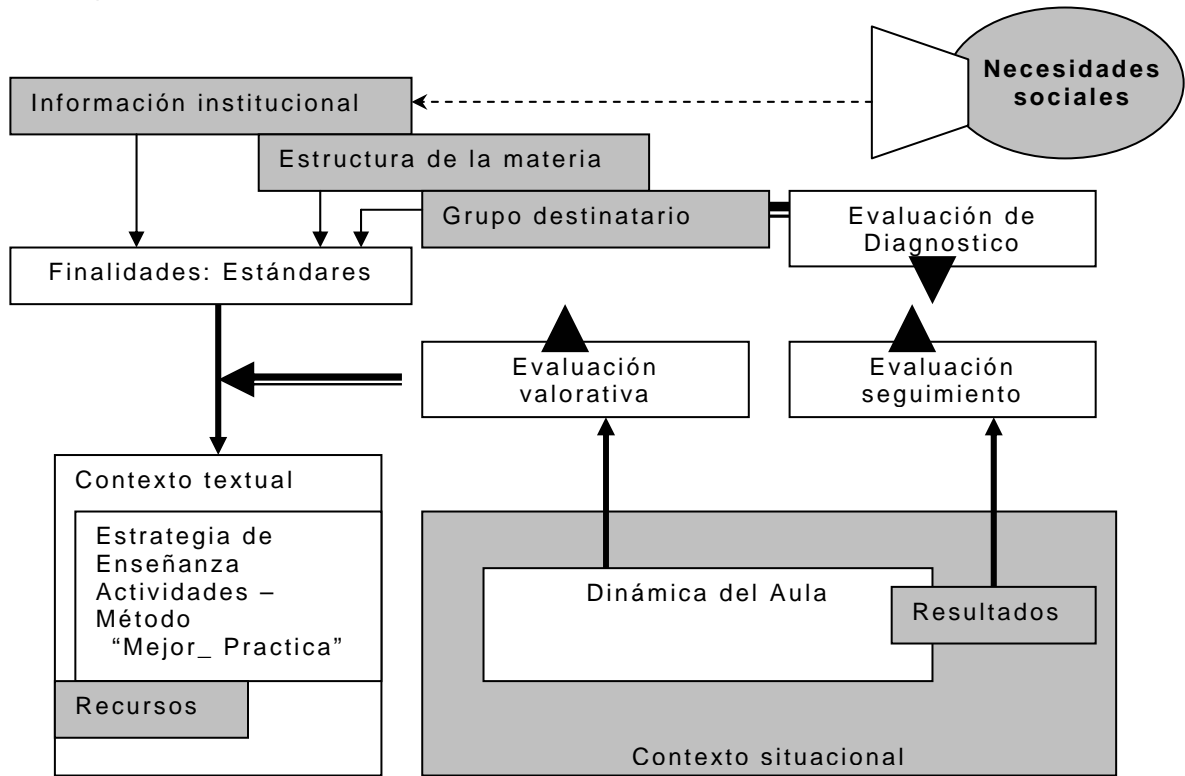 Necesidades
sociales
Información institucional
Estructura de la materia
Grupo destinatario
Evaluación de
Diagnostico
Finalidades: Estándares
Evaluación
valorativa
Evaluación
seguimiento
Contexto textual
Estrategia de
Enseñanza
Actividades –
Método
“Mejor_ Practica”
Recursos
Dinámica del Aula
Resultados
Contexto situacional